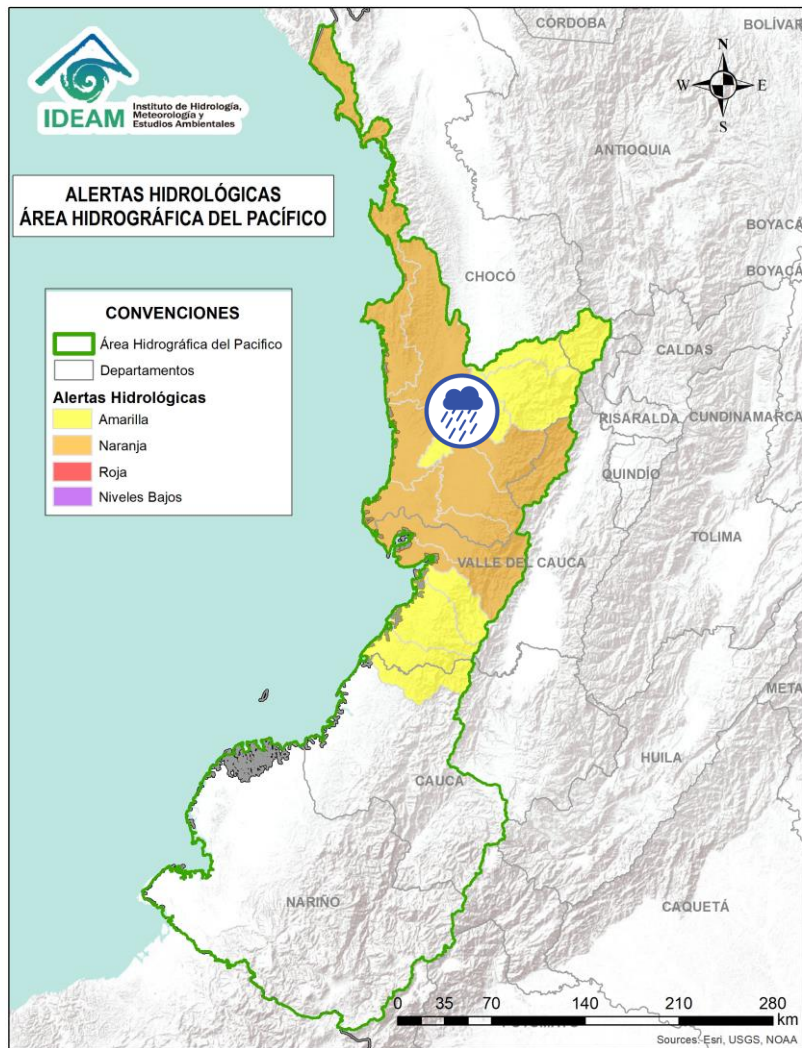 IDEAM
Instituto de Hidrología,
Meteorología y
Estudios Ambientales
ALERTAS HIDROLÓGICAS
ÁREA HIDROGRÁFICA DEL PACÍFICO
CONVENCIONES
Área Hidrográfica del Pacifico
Departamentos
Alertas Hidrológicas
Amarilla
Naranja
Roja
Niveles Bajos
CÓRDOBA
BOLÍVAR
N
W
E
S
ANTIOQUIA
BOYACÁ
CHOCÓ
BOYACÁ
CALDAS
RISARALDA
CUNDINAMARCA
QUINDÍO
TOLIMA
VALLE DEL CAUCA
META
HUILA
CAUCA
NARIÑO
CAQUETÁ
0 35 70 140 210 280
km
Sources: Esri, USGS, NOAA